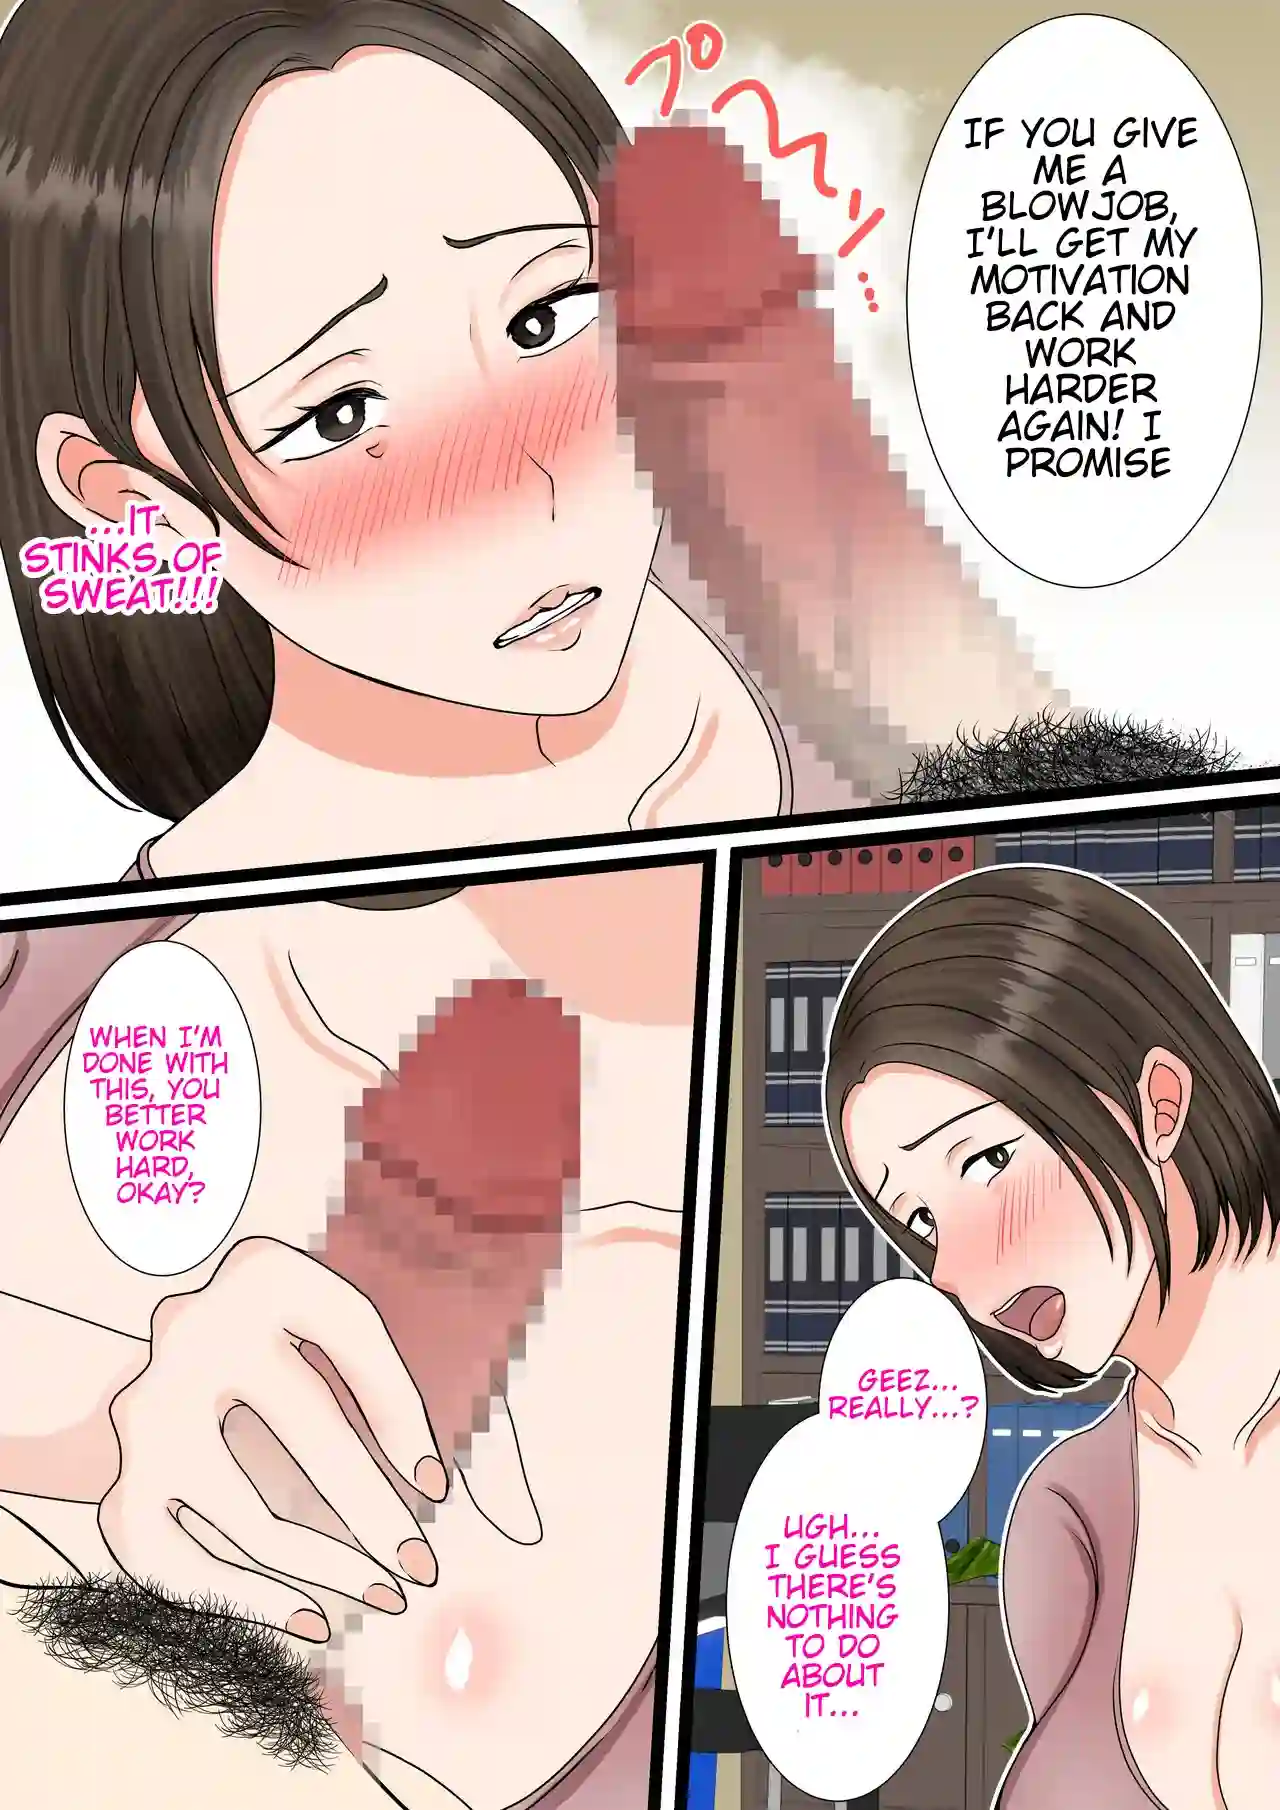 IF YOU GIVE
ME A
BLOWJOB,
I'LL GET MY
MOTIVATION
BACK AND
WORK
HARDER
AGAIN! I
PROMISE
プ〜ン...
...IT
STINKS OF
SWEAT!!!
WHEN I'M
DONE WITH
THIS, YOU
BETTER
WORK
HARD,
OKAY?
GEEZ...
REALLY...?
UGH...
I GUESS
THERE'S
NOTHING
TO DO
ABOUT
IT...